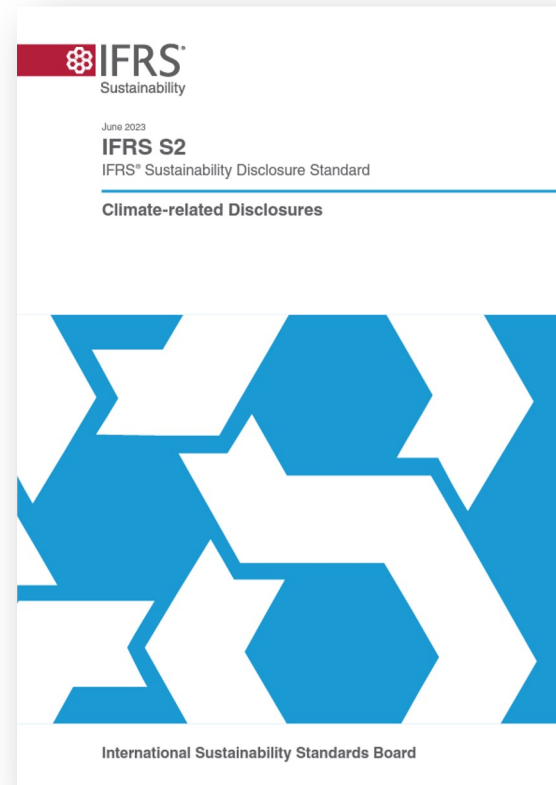 IFRS®
Sustainability
June 2023
IFRS S2
IFRS® Sustainability Disclosure Standard
Climate-related Disclosures
International Sustainability Standards Board